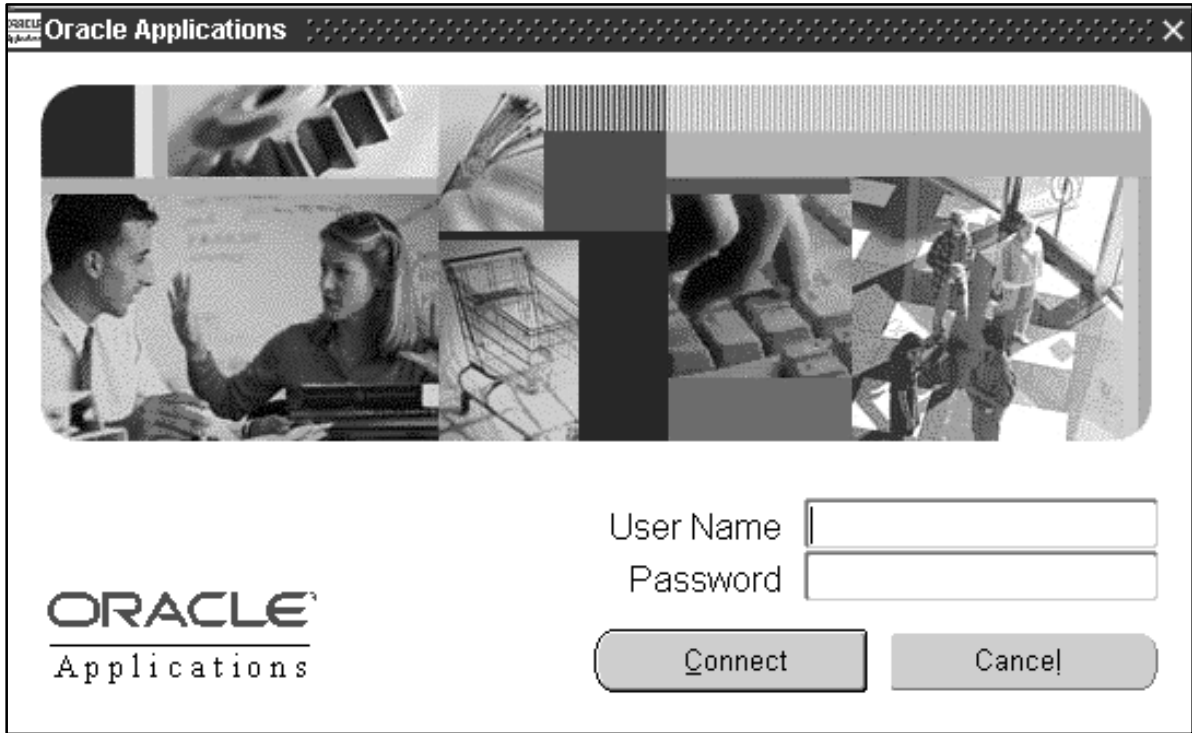 Oracle Applications
User Name
Password
ORACLE
Applications
Connect
Cancel